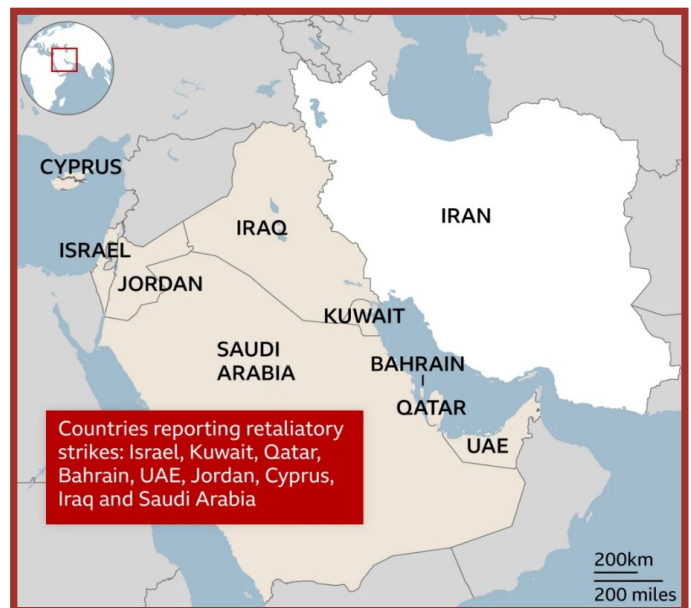 CYPRUS
IRAN
IRAQ
ISRAEL
JORDAN
KUWAIT
SAUDI
ARABIA
BAHRAIN
QATAR
UAE
Countries reporting retaliatory
strikes: Israel, Kuwait, Qatar,
Bahrain, UAE, Jordan, Cyprus,
Iraq and Saudi Arabia
200km
200 miles